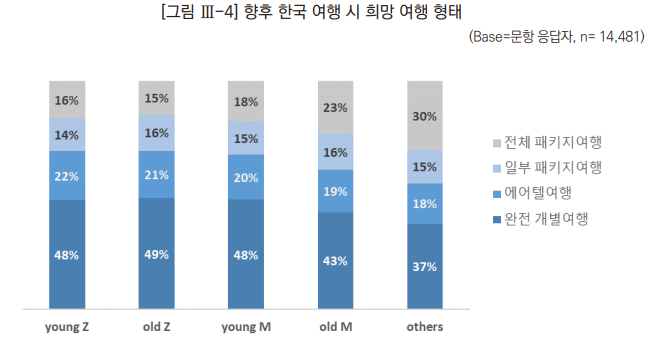 [그림 Ⅲ-4] 향후 한국 여행 시 희망 여행 형태
(Base=문항 응답자, n= 14,481)
16% 15% 18% 23% 30%
14% 16% 15% 16% 15%
22% 21% 20% 19% 18%
48% 49% 48% 43% 37%
young Z old Z young M old M others
전체 패키지여행
일부 패키지여행
에어텔여행
완전 개별여행